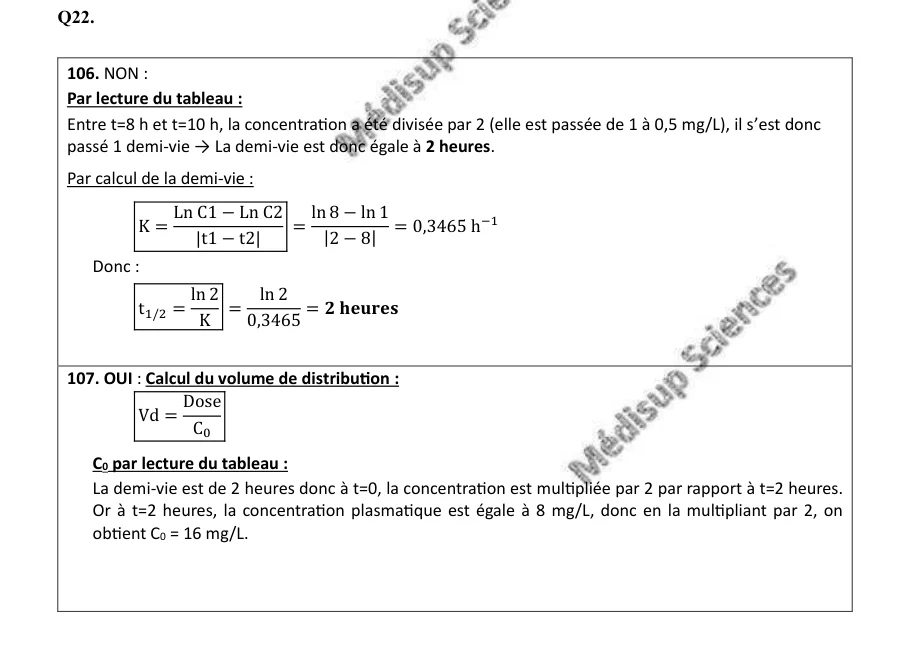 Q22.
Médisup Scie
106. NON :
Par lecture du tableau :
Entre t=8 h et t=10 h, la concentration a été divisée par 2 (elle est passée de 1 à 0,5 mg/L), il s’est donc
passé 1 demi-vie → La demi-vie est donc égale à 2 heures.
Par calcul de la demi-vie :
K = (Ln C1 − Ln C2)/|t1 − t2| = (ln 8 − ln 1)/|2 − 8| = 0,3465 h⁻¹
Donc :
t₁/₂ = ln 2/K = ln 2/0,3465 = 2 heures
Médisup Sciences
107. OUI : Calcul du volume de distribution :
Vd = Dose/C₀
C₀ par lecture du tableau :
La demi-vie est de 2 heures donc à t=0, la concentration est multipliée par 2 par rapport à t=2 heures.
Or à t=2 heures, la concentration plasmatique est égale à 8 mg/L, donc en la multipliant par 2, on
obtient C₀ = 16 mg/L.